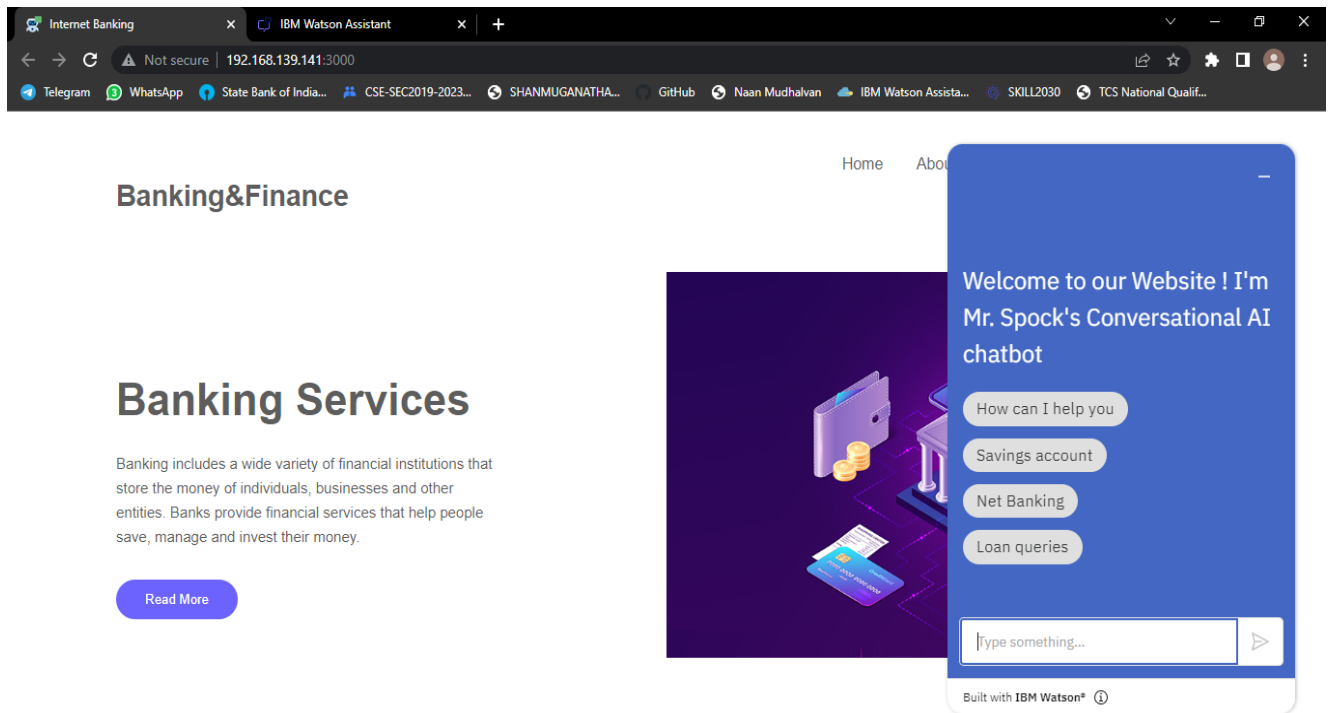 Internet Banking
IBM Watson Assistant
Not secure
192.168.139.141:3000
Telegram
WhatsApp
State Bank of India...
CSE-SEC2019-2023...
SHANMUGANATHA...
GitHub
Naan Mudhalvan
IBM Watson Assista...
SKILL2030
TCS National Qualif...
Home
Abou
Banking&Finance
Banking Services
Banking includes a wide variety of financial institutions that
store the money of individuals, businesses and other
entities. Banks provide financial services that help people
save, manage and invest their money.
Read More
Welcome to our Website ! I'm
Mr. Spock's Conversational AI
chatbot
How can I help you
Savings account
Net Banking
Loan queries
Type something...
Built with IBM Watson®